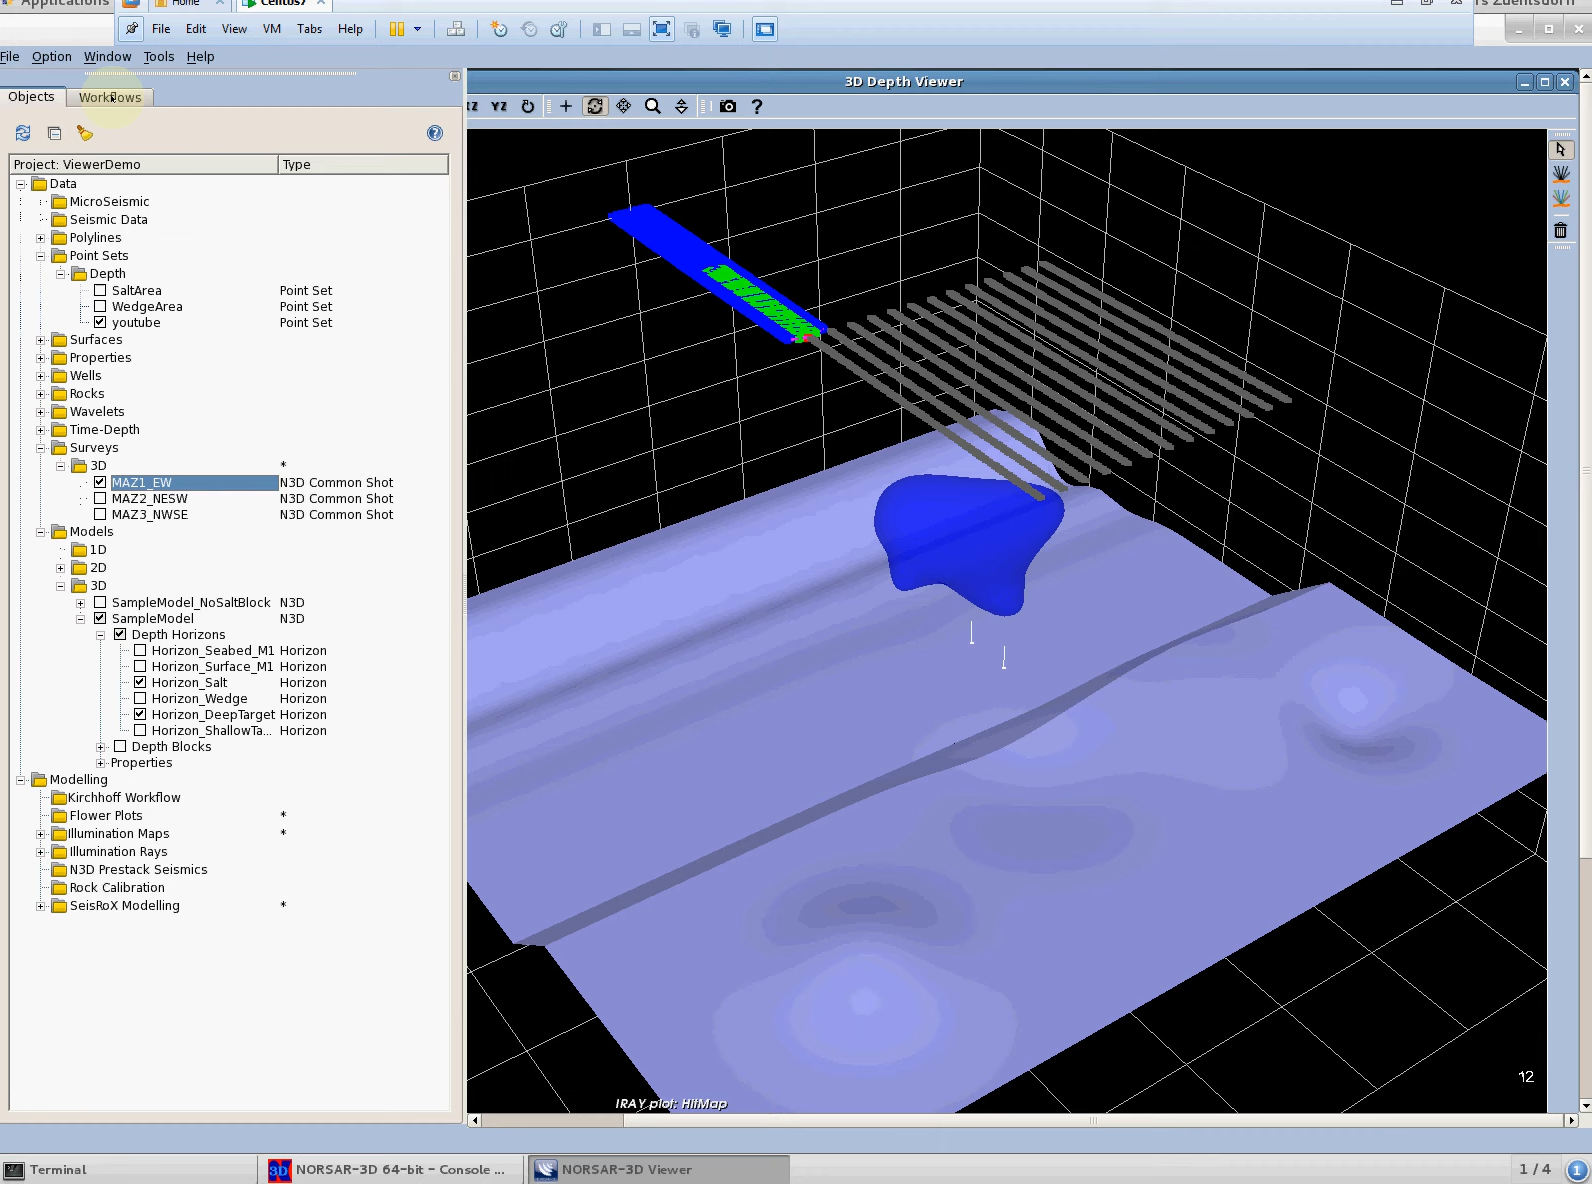 Applications
Home
Centos7
rs Zdentsdorf
File Edit View VM Tabs Help
File Option Window Tools Help
3D Depth Viewer
Objects Workflows
YZ
Project: ViewerDemo Type
Data
MicroSeismic
Seismic Data
Polylines
Point Sets
Depth
SaltArea Point Set
WedgeArea Point Set
youtube Point Set
Surfaces
Properties
Wells
Rocks
Wavelets
Time-Depth
Surveys
3D *
MAZ1_EW N3D Common Shot
MAZ2_NESW N3D Common Shot
MAZ3_NWSE N3D Common Shot
Models
1D
2D
3D
SampleModel_NoSaltBlock N3D
SampleModel N3D
Depth Horizons
Horizon_Seabed_M1 Horizon
Horizon_Surface_M1 Horizon
Horizon_Salt Horizon
Horizon_Wedge Horizon
Horizon_DeepTarget Horizon
Horizon_ShallowTa... Horizon
Depth Blocks
Properties
Modelling
Kirchhoff Workflow
Flower Plots *
Illumination Maps *
Illumination Rays
N3D Prestack Seismics
Rock Calibration
SeisRoX Modelling *
12
IRAY plot: HitMap
Terminal
3D NORSAR-3D 64-bit - Console ...
NORSAR-3D Viewer
1 / 4
1